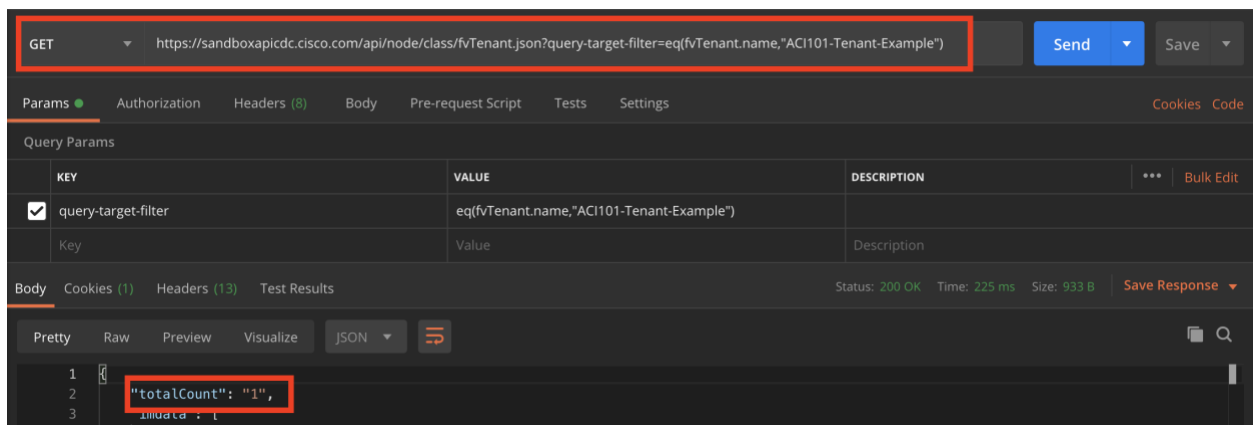 GET https://sandboxapicdc.cisco.com/api/node/class/fvTenant.json?query-target-filter=eq(fvTenant.name,"ACI101-Tenant-Example") Send Save
Params Authorization Headers (8) Body Pre-request Script Tests Settings Cookies Code
Query Params
KEY VALUE DESCRIPTION ••• Bulk Edit
query-target-filter eq(fvTenant.name,"ACI101-Tenant-Example")
Key Value Description
Body Cookies (1) Headers (13) Test Results Status: 200 OK Time: 225 ms Size: 933 B Save Response
Pretty Raw Preview Visualize JSON
1 {
2 "totalCount": "1",
3 "imdata": [